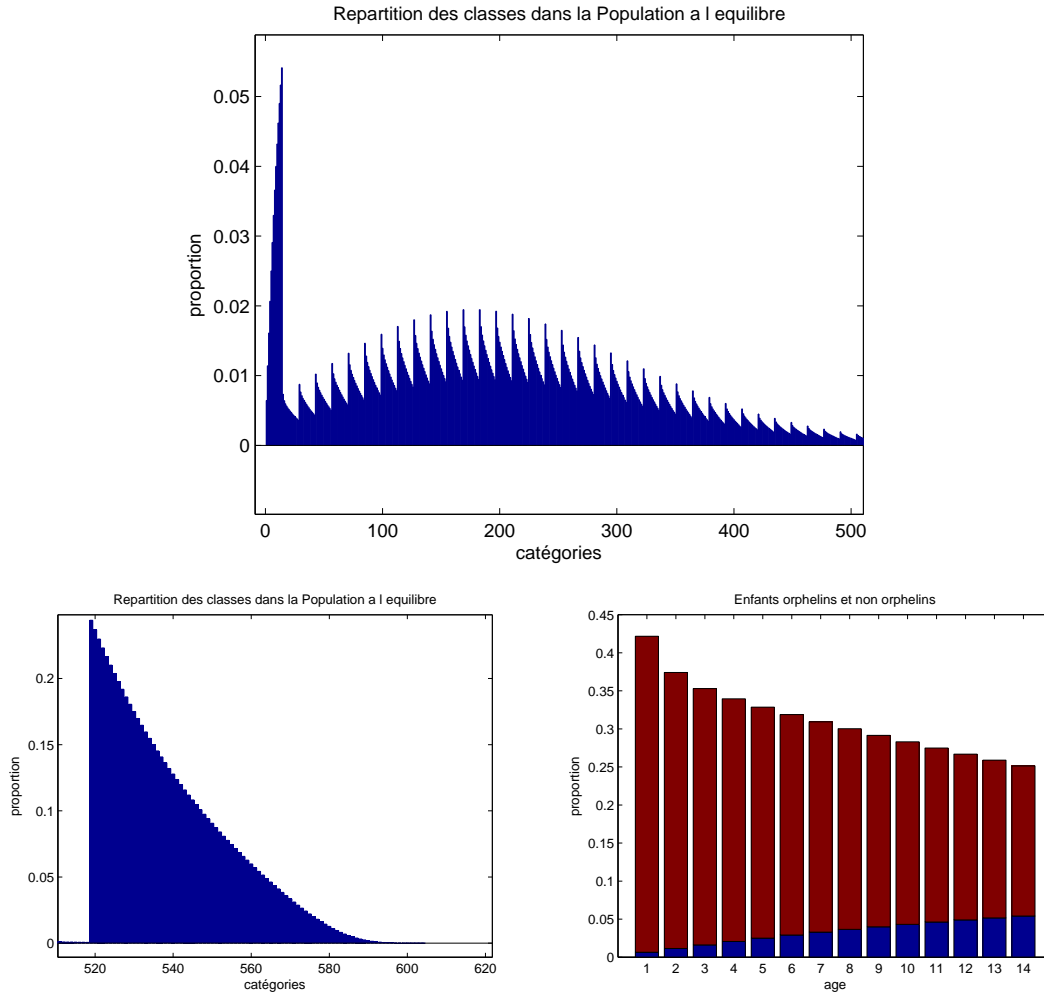 Repartition des classes dans la Population a l equilibre
0.05
0.04
0.03
0.02
0.01
0
proportion
0 100 200 300 400 500
catégories
Repartition des classes dans la Population a l equilibre
0.2
0.15
0.1
0.05
0
proportion
520 540 560 580 600 620
catégories
Enfants orphelins et non orphelins
0.45
0.4
0.35
0.3
0.25
0.2
0.15
0.1
0.05
0
proportion
1 2 3 4 5 6 7 8 9 10 11 12 13 14
age